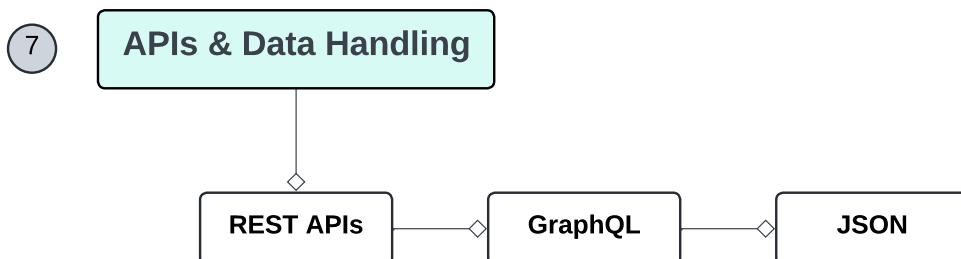 7
APIs & Data Handling
REST APIs
GraphQL
JSON